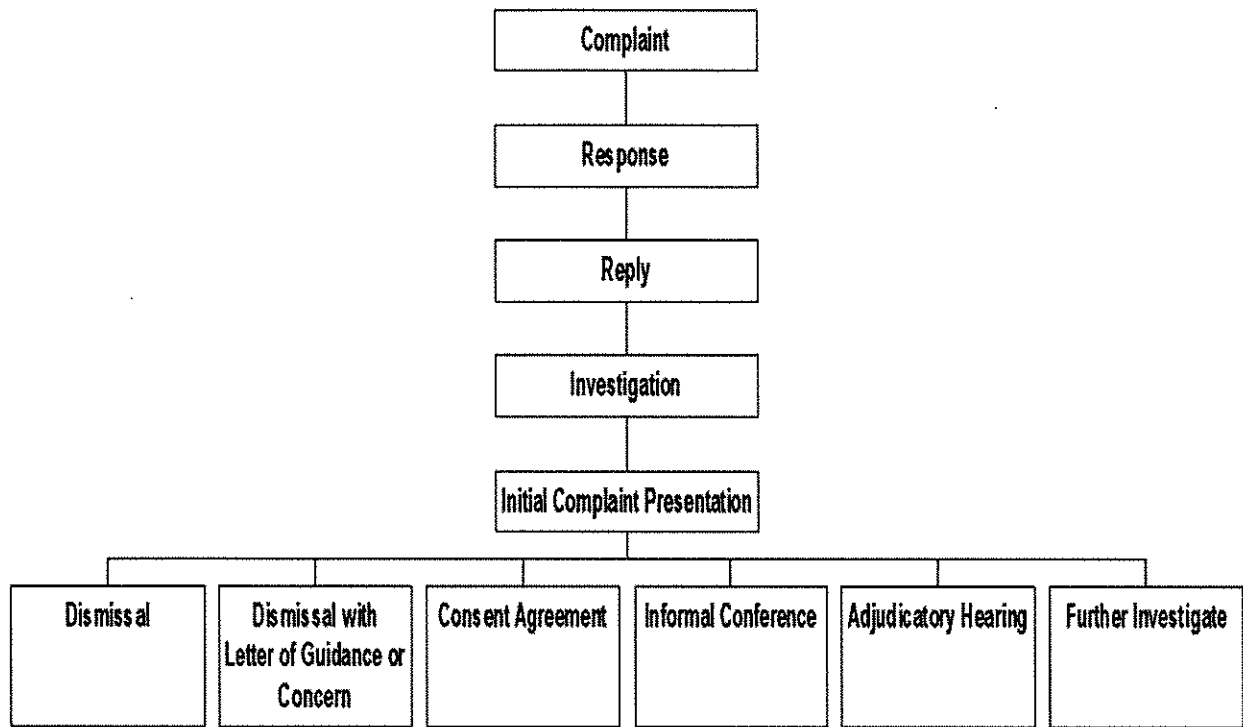 Complaint
Response
Reply
Investigation
Initial Complaint Presentation
Dismissal
Dismissal with
Letter of Guidance or
Concern
Consent Agreement
Informal Conference
Adjudicatory Hearing
Further Investigate